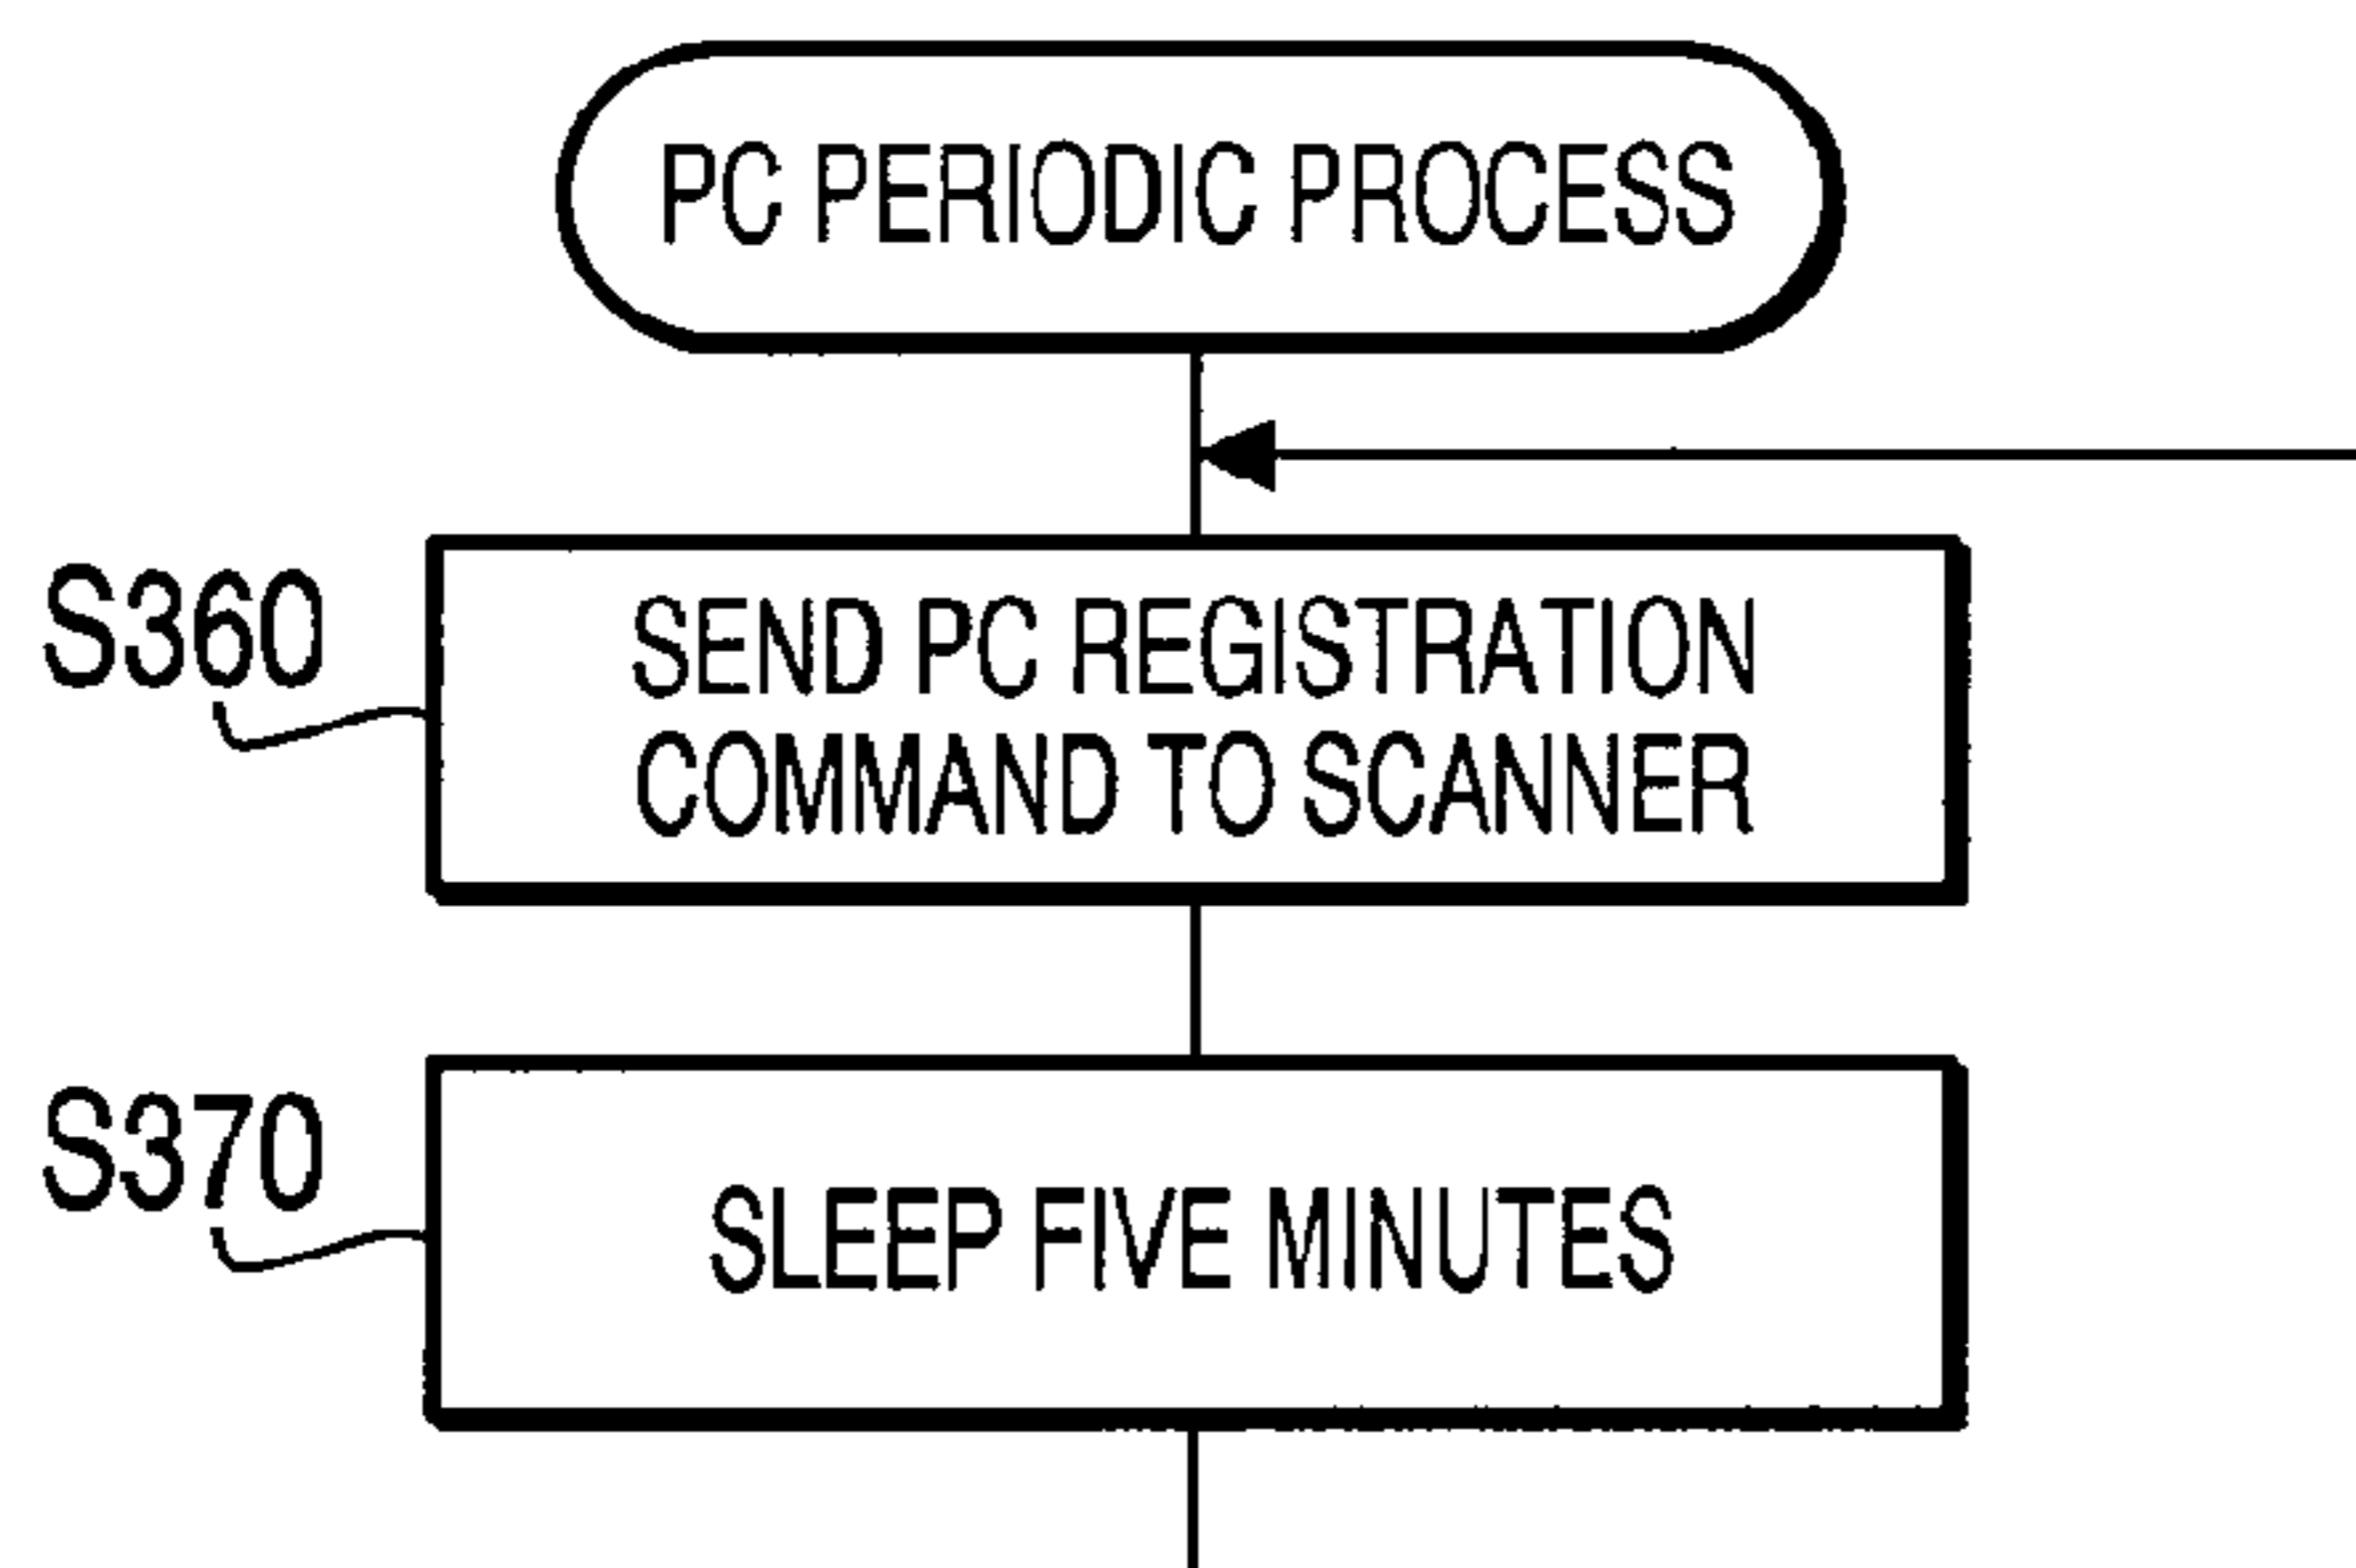 PC PERIODIC PROCESS
S360
SEND PC REGISTRATION
COMMAND TO SCANNER
S370
SLEEP FIVE MINUTES